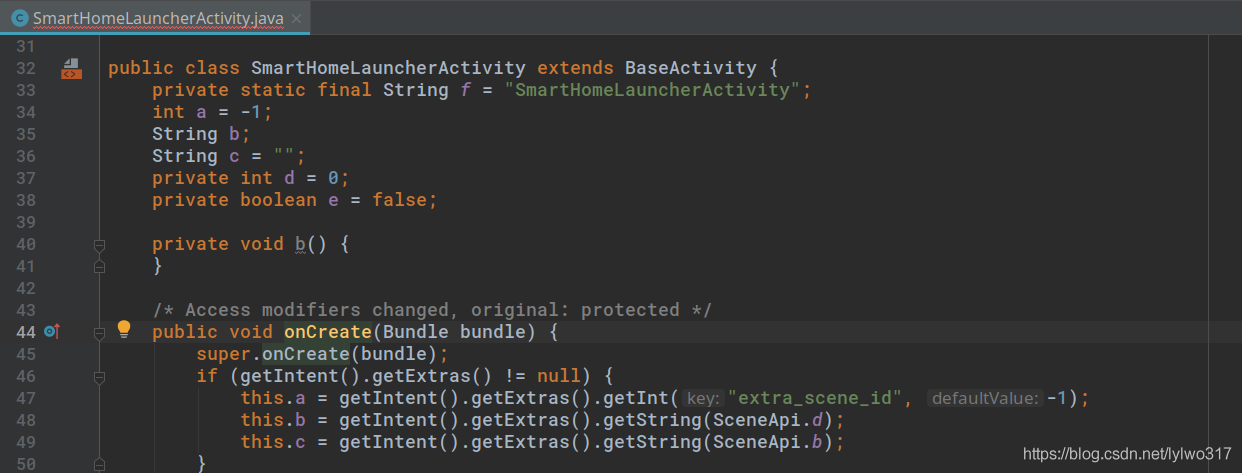 SmartHomeLauncherActivity.java
31
32 public class SmartHomeLauncherActivity extends BaseActivity {
33 private static final String f = "SmartHomeLauncherActivity";
34 int a = -1;
35 String b;
36 String c = "";
37 private int d = 0;
38 private boolean e = false;
39
40 private void b() {
41 }
42
43 /* Access modifiers changed, original: protected */
44 public void onCreate(Bundle bundle) {
45 super.onCreate(bundle);
46 if (getIntent().getExtras() != null) {
47 this.a = getIntent().getExtras().getInt( key: "extra_scene_id", defaultValue: -1);
48 this.b = getIntent().getExtras().getString(SceneApi.d);
49 this.c = getIntent().getExtras().getString(SceneApi.b);
50 }
https://blog.csdn.net/lylwo317